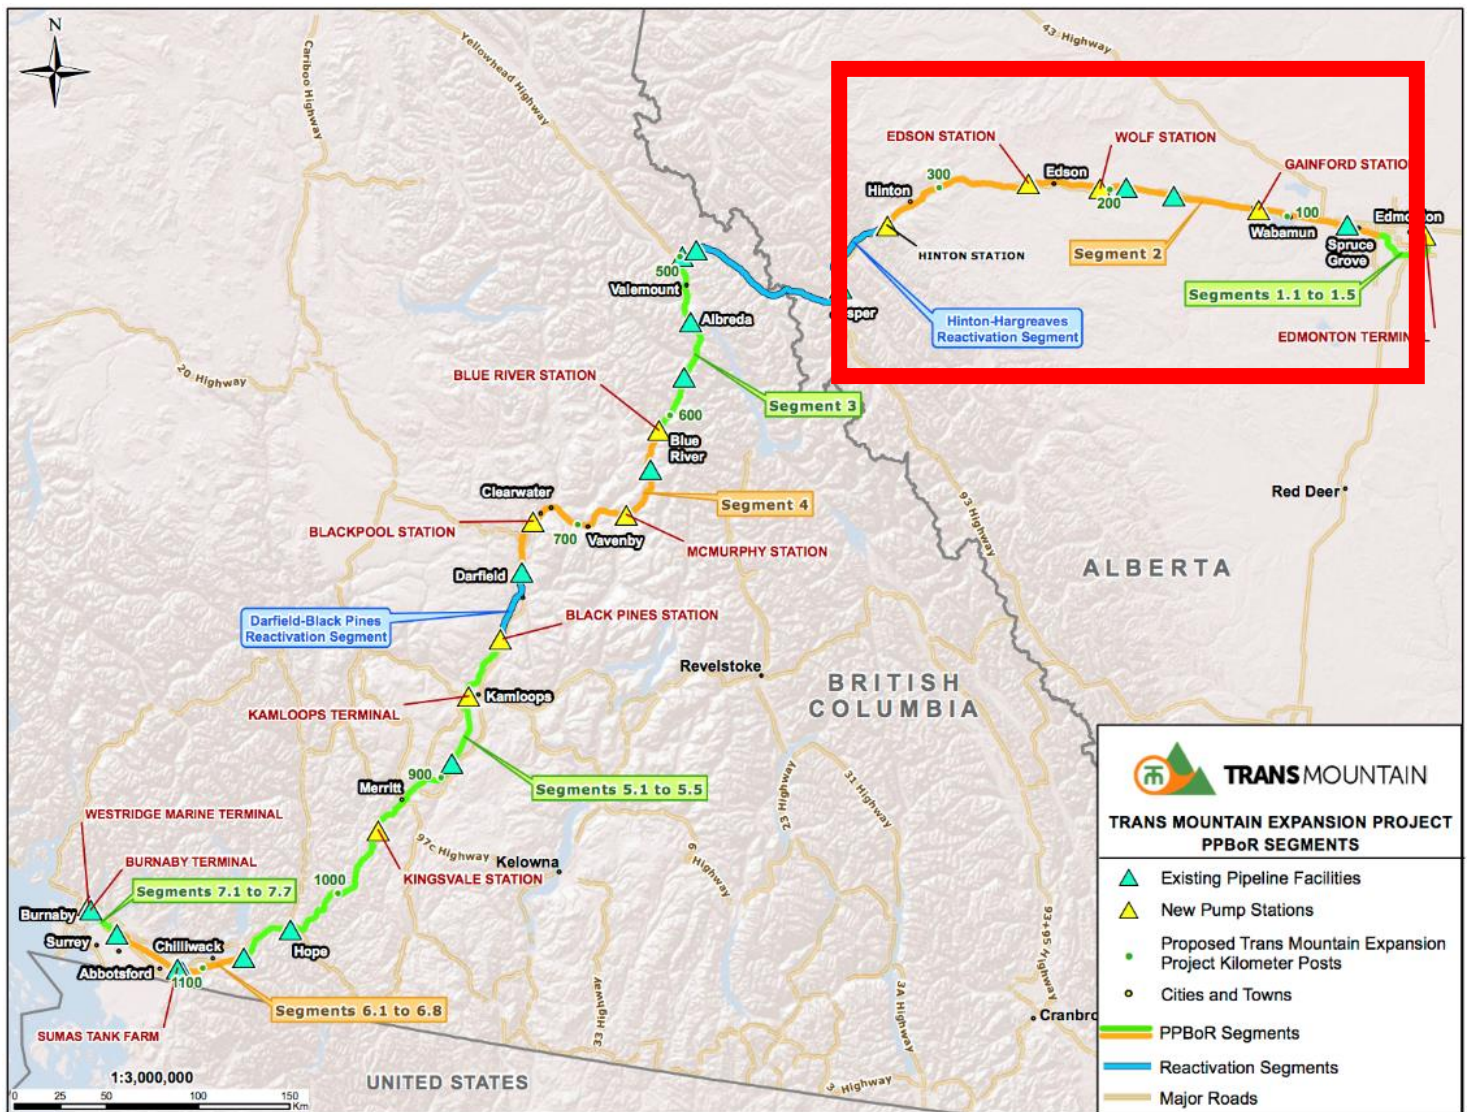 N
43 Highway
Yellowhead Highway
Cariboo Highway
EDSON STATION
WOLF STATION
GAINFORD STATION
300
Edson
Hinton
200
100
Edmonton
Wabamun
Spruce
Grove
HINTON STATION
Segment 2
500
Valemount
Segments 1.1 to 1.5
sper
Hinton-Hargreaves
Reactivation Segment
EDMONTON TERMINAL
Albreda
20 Highway
BLUE RIVER STATION
Segment 3
600
Blue
River
Clearwater
Segment 4
93 Highway
Red Deer
BLACKPOOL STATION
700
Vavenby
MCMURPHY STATION
ALBERTA
Darfield
Darfield-Black Pines
Reactivation Segment
BLACK PINES STATION
Revelstoke
BRITISH
COLUMBIA
Kamloops
KAMLOOPS TERMINAL
900
Merritt
Segments 5.1 to 5.5
23 Highway
31 Highway
WESTRIDGE MARINE TERMINAL
97c Highway
Kelowna
6 Highway
BURNABY TERMINAL
KINGSVALE STATION
Segments 7.1 to 7.7
1000
Burnaby
Surrey
Chilliwack
Hope
Abbotsford
1100
Segments 6.1 to 6.8
33 Highway
3A Highway
93+95 Highway
Cranbro
SUMAS TANK FARM
1:3,000,000
0 25 50 100 150
Km
UNITED STATES
3 Highway
TRANSMOUNTAIN
TRANS MOUNTAIN EXPANSION PROJECT
PPBoR SEGMENTS
Existing Pipeline Facilities
New Pump Stations
Proposed Trans Mountain Expansion
Project Kilometer Posts
Cities and Towns
PPBoR Segments
Reactivation Segments
Major Roads